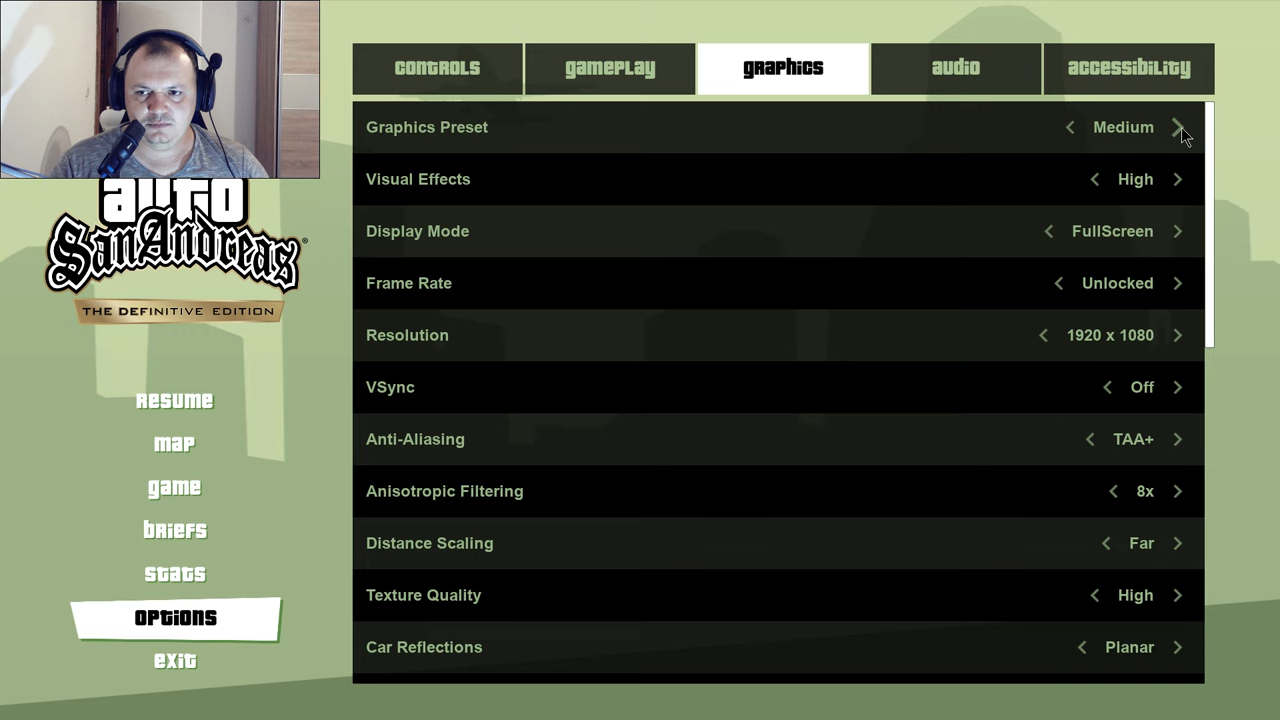 CONTROLS
GAMEPLAY
GRAPHICS
AUDIO
ACCESSIBILITY
Graphics Preset
Medium
Visual Effects
High
Display Mode
FullScreen
Frame Rate
Unlocked
Resolution
1920 x 1080
VSync
Off
Anti-Aliasing
TAA+
Anisotropic Filtering
8x
Distance Scaling
Far
Texture Quality
High
Car Reflections
Planar
auto
San Andreas
THE DEFINITIVE EDITION
RESUME
MAP
GAME
BRIEFS
STATS
OPTIONS
EXIT